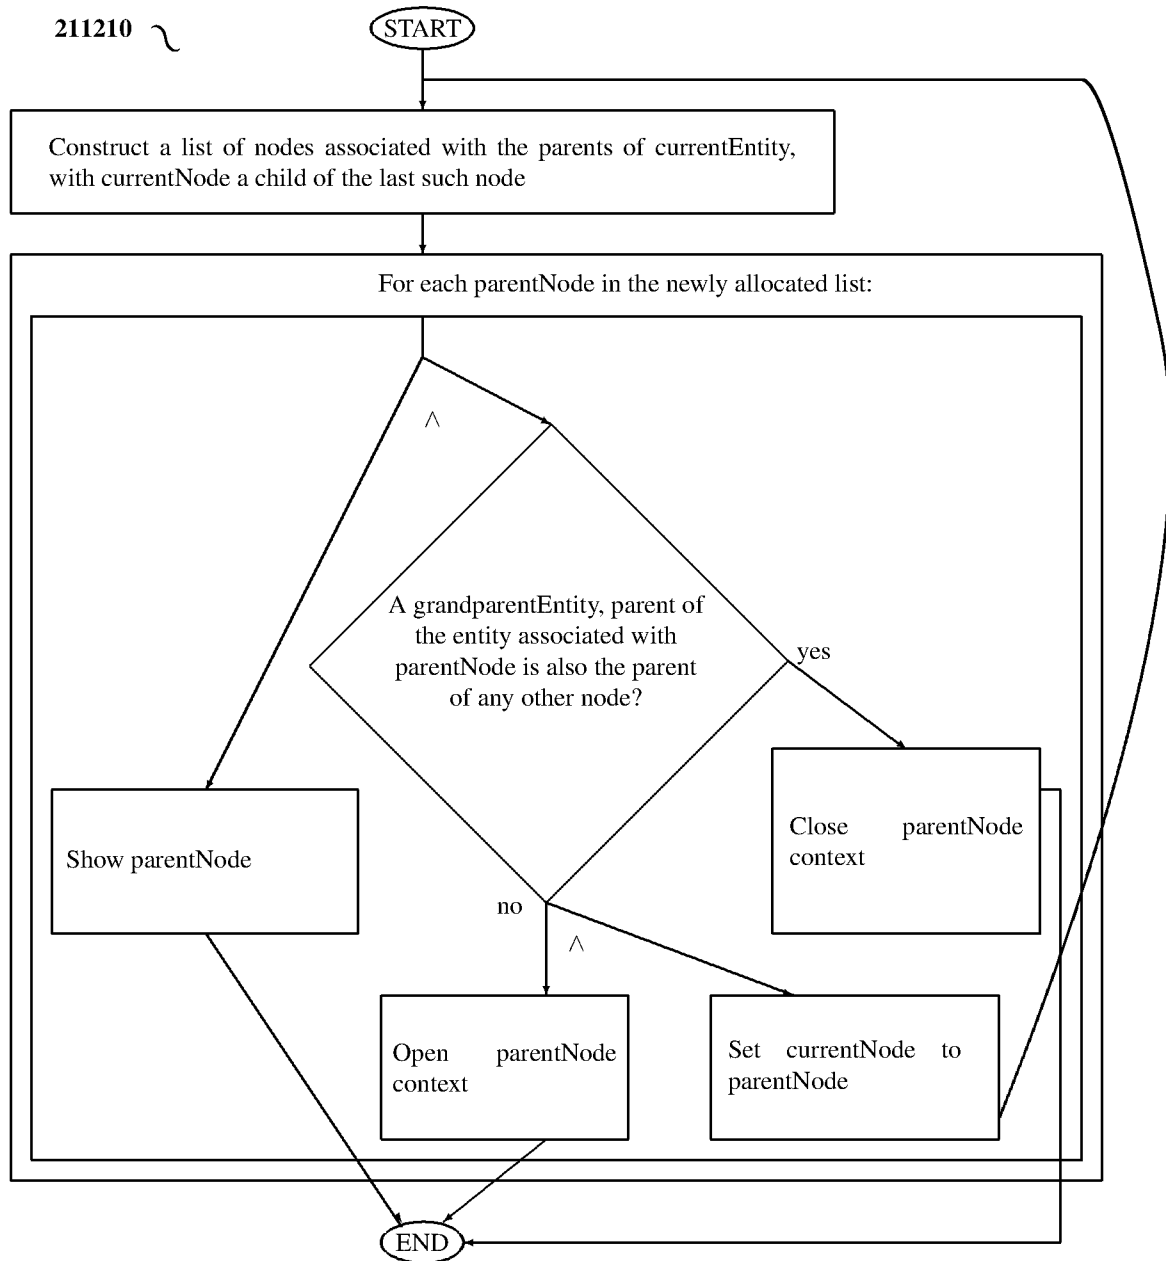 211210
START
Construct a list of nodes associated with the parents of currentEntity,
with currentNode a child of the last such node
For each parentNode in the newly allocated list:
^
A grandparentEntity, parent of
the entity associated with
parentNode is also the parent
of any other node?
yes
Close parentNode
context
Show parentNode
no
^
Open parentNode
context
Set currentNode to
parentNode
END